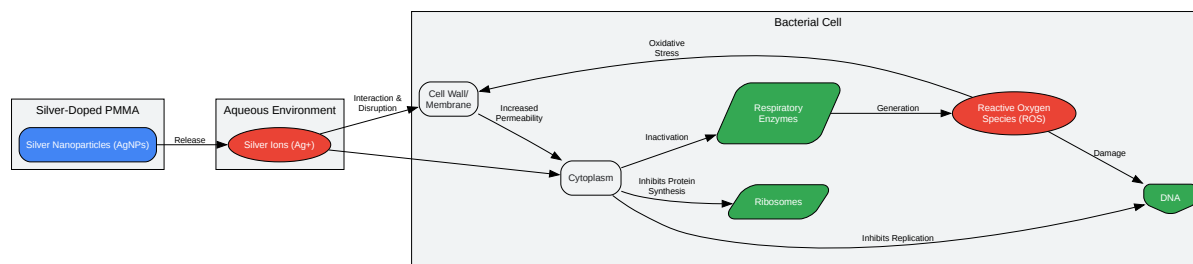 Bacterial Cell
Silver-Doped PMMA
Silver Nanoparticles (AgNPs)
Release
Aqueous Environment
Silver Ions (Ag+)
Interaction &
Disruption
Cell Wall/
Membrane
Oxidative
Stress
Increased
Permeability
Cytoplasm
Inactivation
Respiratory
Enzymes
Generation
Reactive Oxygen
Species (ROS)
Damage
DNA
Inhibits Protein
Synthesis
Ribosomes
Inhibits Replication